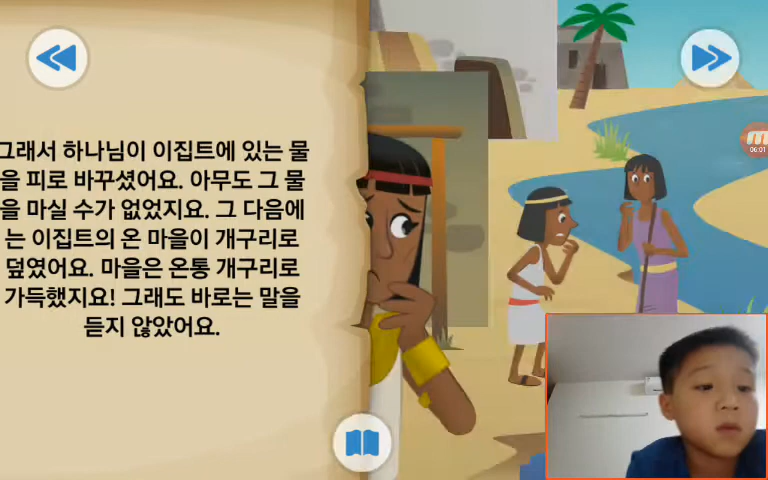 그래서 하나님이 이집트에 있는 물
을 피로 바꾸셨어요. 아무도 그 물
을 마실 수가 없었지요. 그 다음에
는 이집트의 온 마을이 개구리로
덮였어요. 마을은 온통 개구리로
가득했지요! 그래도 바로는 말을
듣지 않았어요.
06:01